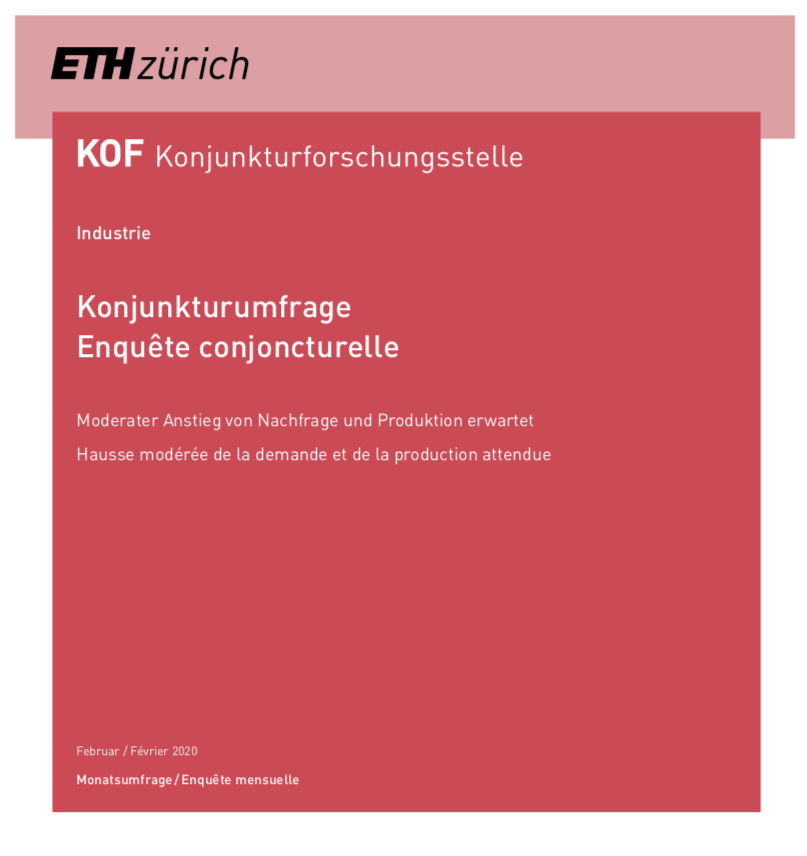 ETH zürich
KOF Konjunkturforschungsstelle
Industrie
Konjunkturumfrage
Enquête conjoncturelle
Moderater Anstieg von Nachfrage und Produktion erwartet
Hausse modérée de la demande et de la production attendue
Februar / Février 2020
Monatsumfrage / Enquête mensuelle